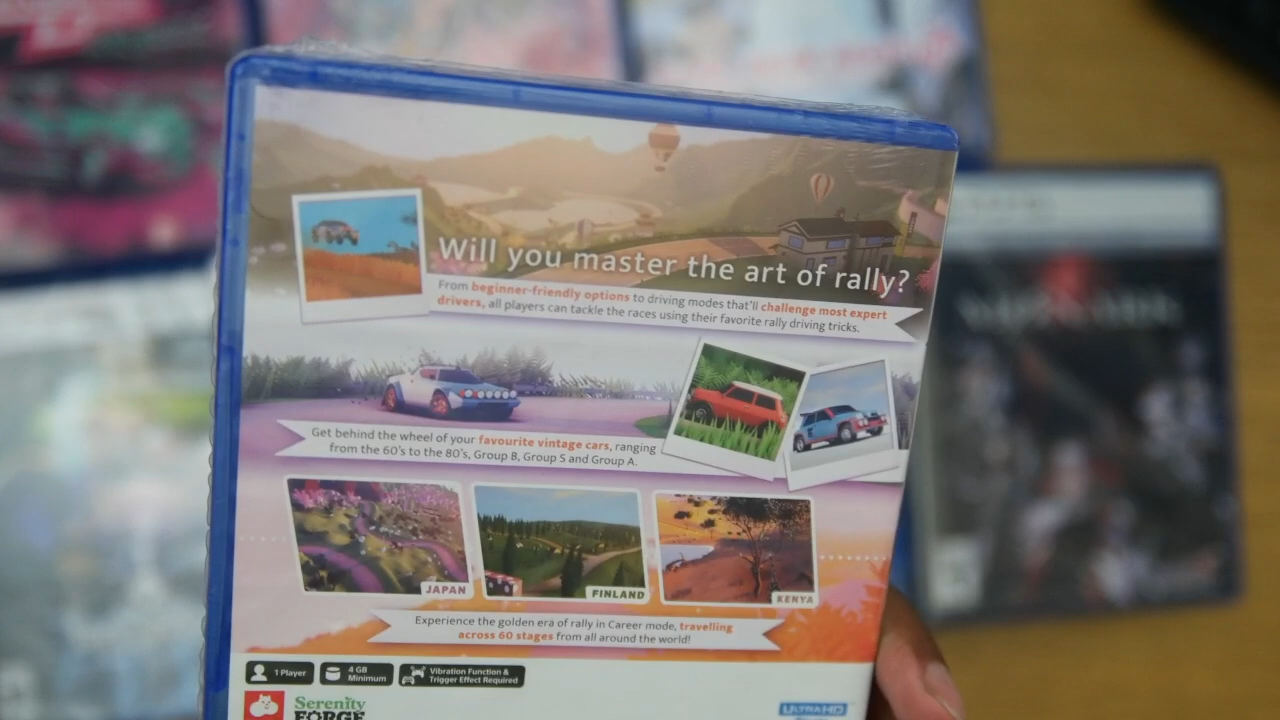 Will you master the art of rally?
From beginner-friendly options to driving modes that'll challenge most expert
drivers, all players can tackle the races using their favorite rally driving tricks.
Get behind the wheel of your favourite vintage cars, ranging
from the 60's to the 80's, Group B, Group S and Group A.
JAPAN
FINLAND
KENYA
Experience the golden era of rally in Career mode, travelling
across 60 stages from all around the world!
1 Player
4 GB
Minimum
Vibration Function &
Trigger Effect Required
Serenity
FORGE
ULTRAHD